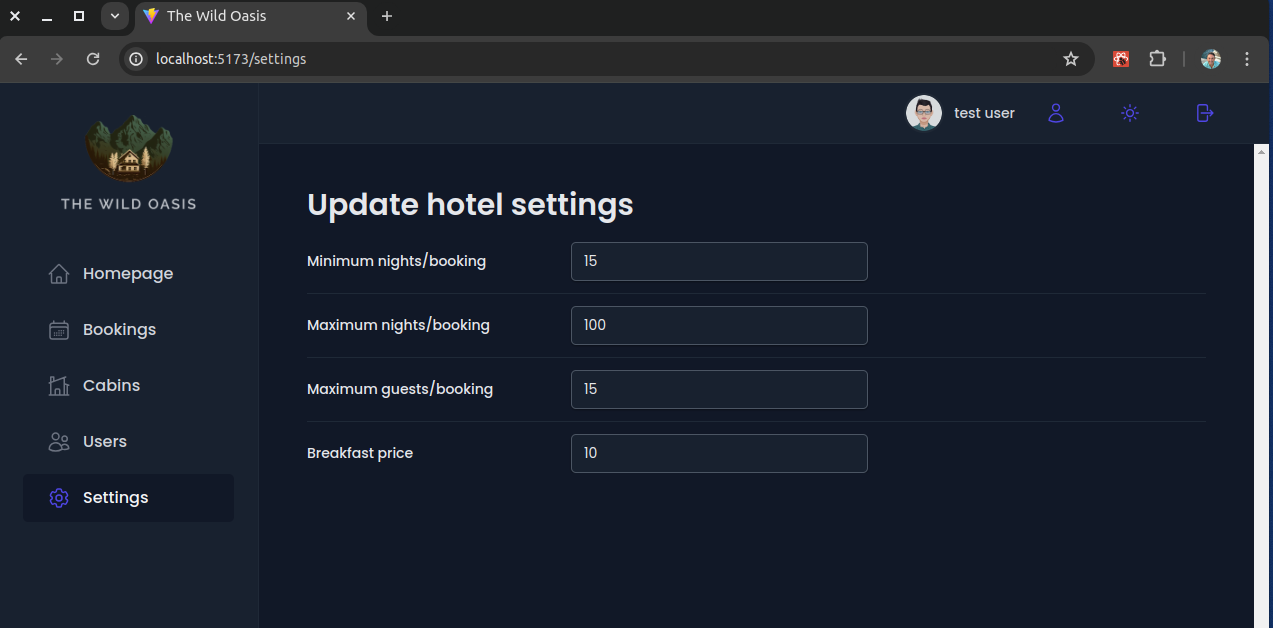 The Wild Oasis
localhost:5173/settings
test user
THE WILD OASIS
Homepage
Bookings
Cabins
Users
Settings
Update hotel settings
Minimum nights/booking 15
Maximum nights/booking 100
Maximum guests/booking 15
Breakfast price 10